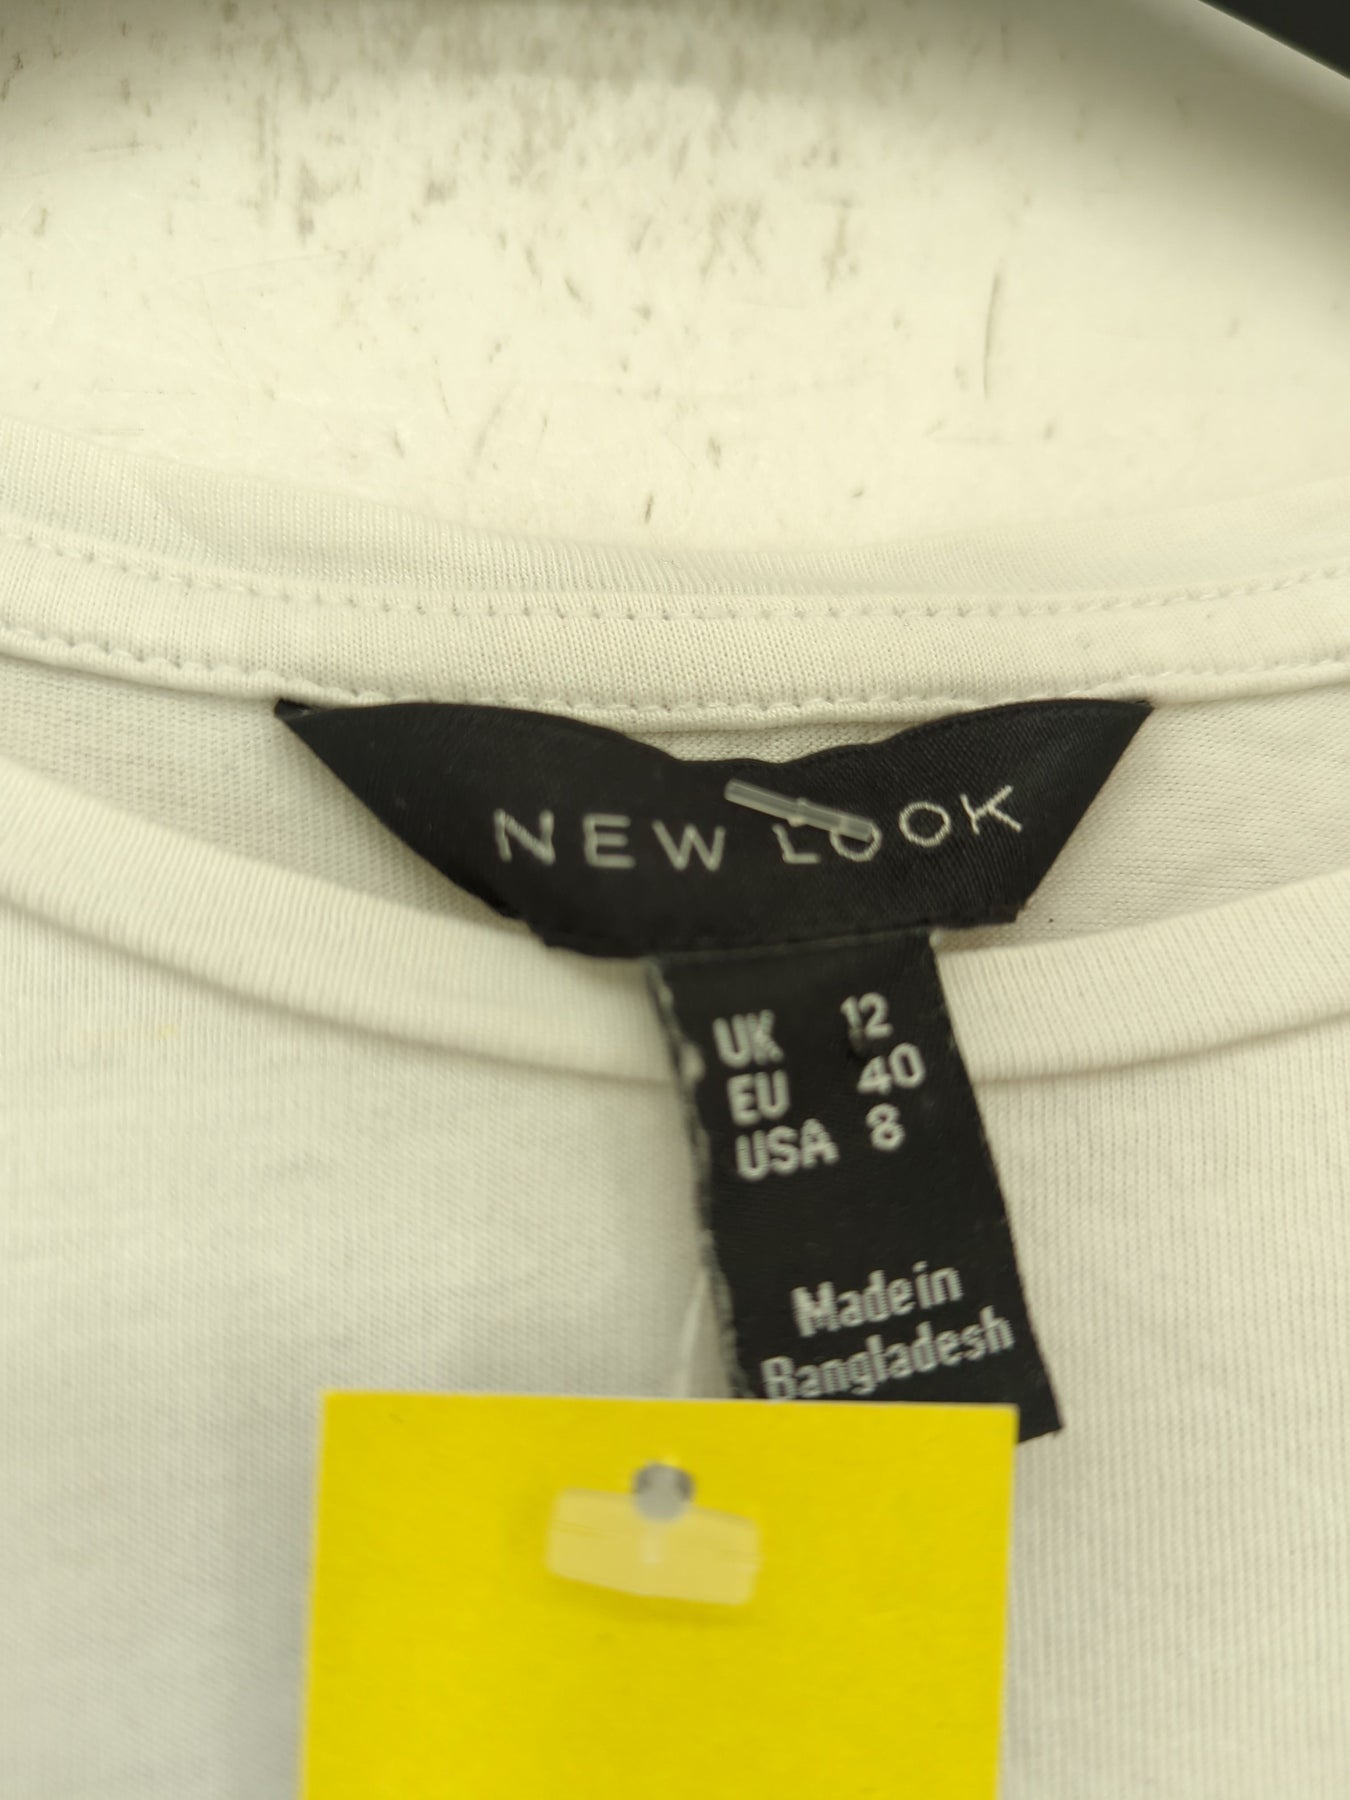 NEW LOOK
UK 12
EU 40
USA 8
Made in
Bangladesh